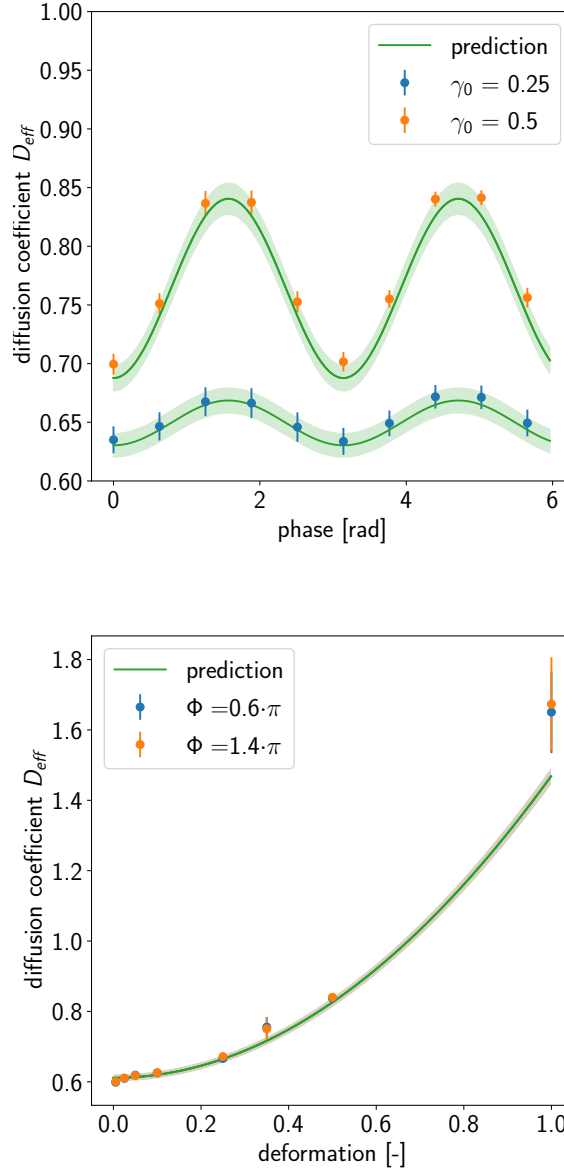 1.00
0.95
0.90
0.85
0.80
0.75
0.70
0.65
0.60
diffusion coefficient D_eff
prediction
γ₀ = 0.25
γ₀ = 0.5
0 2 4 6
phase [rad]
1.8
1.6
1.4
1.2
1.0
0.8
0.6
diffusion coefficient D_eff
prediction
Φ =0.6·π
Φ =1.4·π
0.0 0.2 0.4 0.6 0.8 1.0
deformation [-]